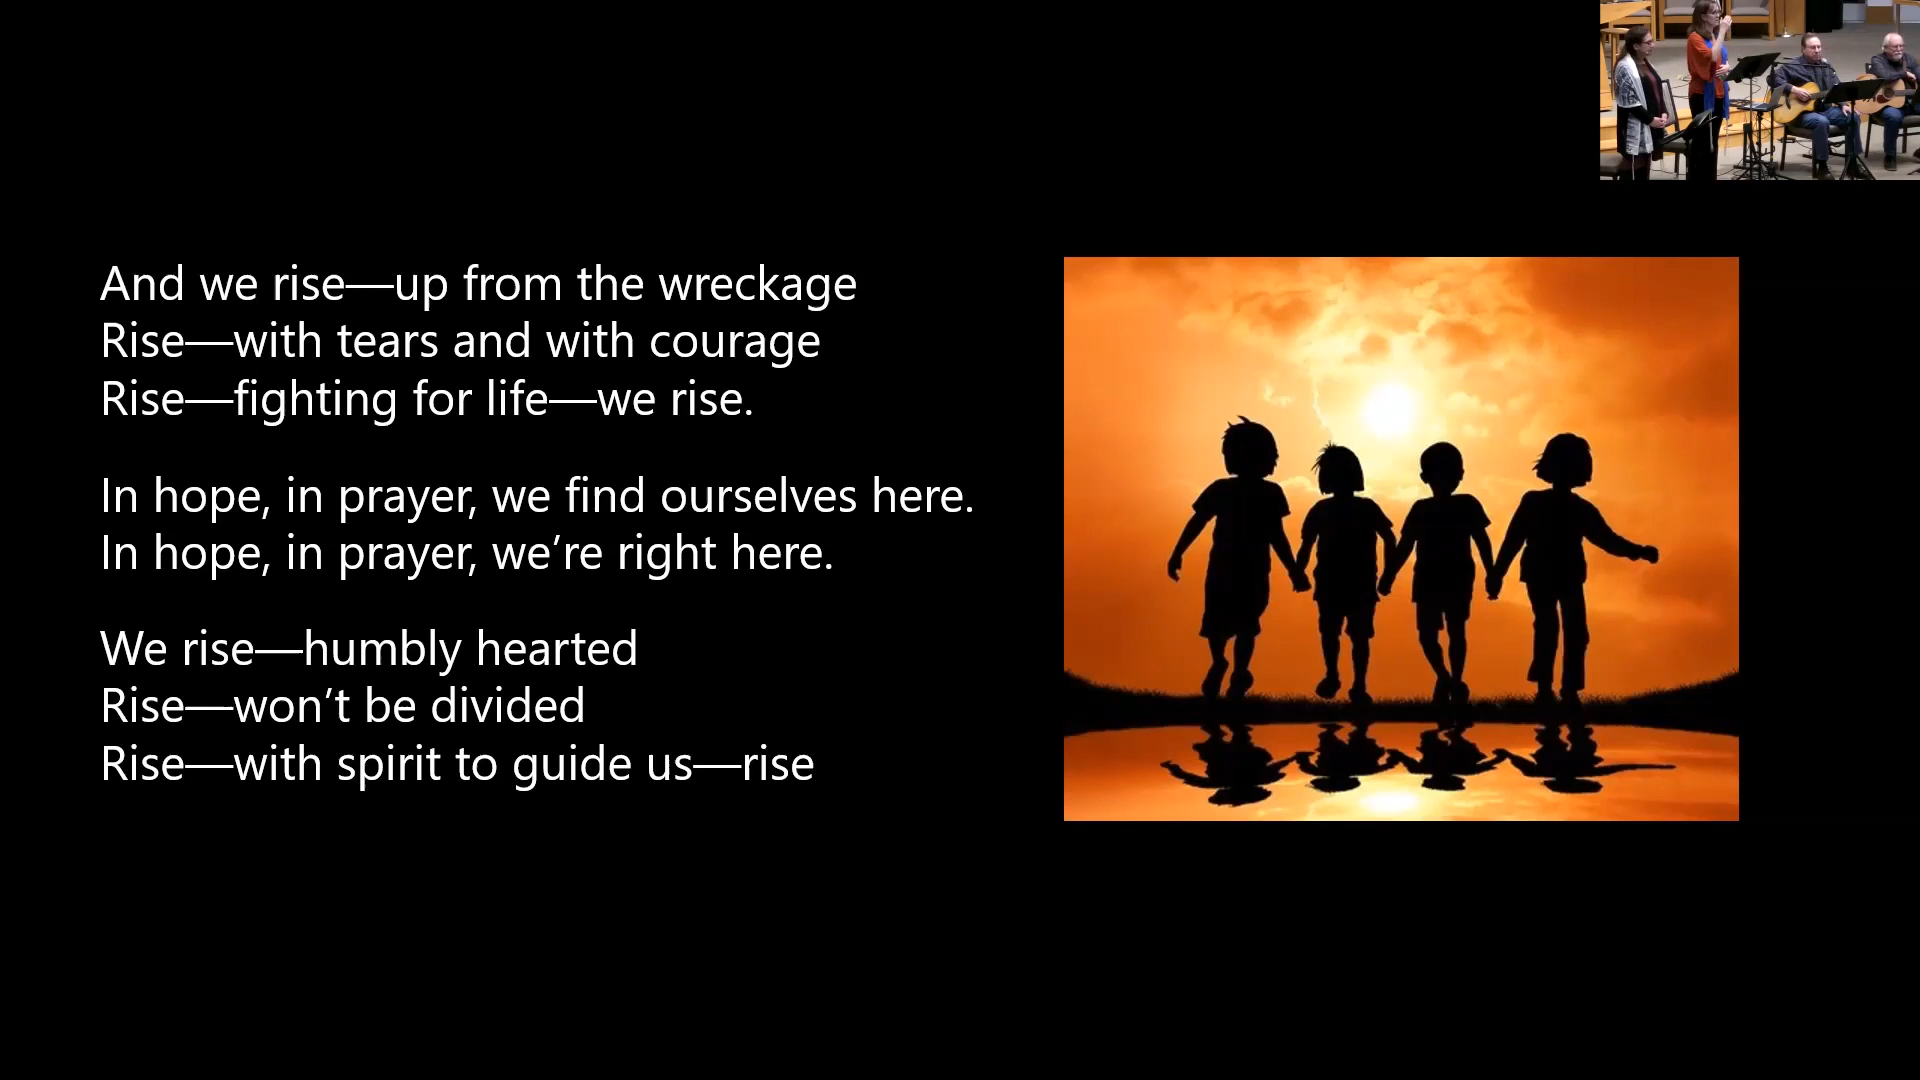 And we rise—up from the wreckage
Rise—with tears and with courage
Rise—fighting for life—we rise.
In hope, in prayer, we find ourselves here.
In hope, in prayer, we’re right here.
We rise—humbly hearted
Rise—won’t be divided
Rise—with spirit to guide us—rise